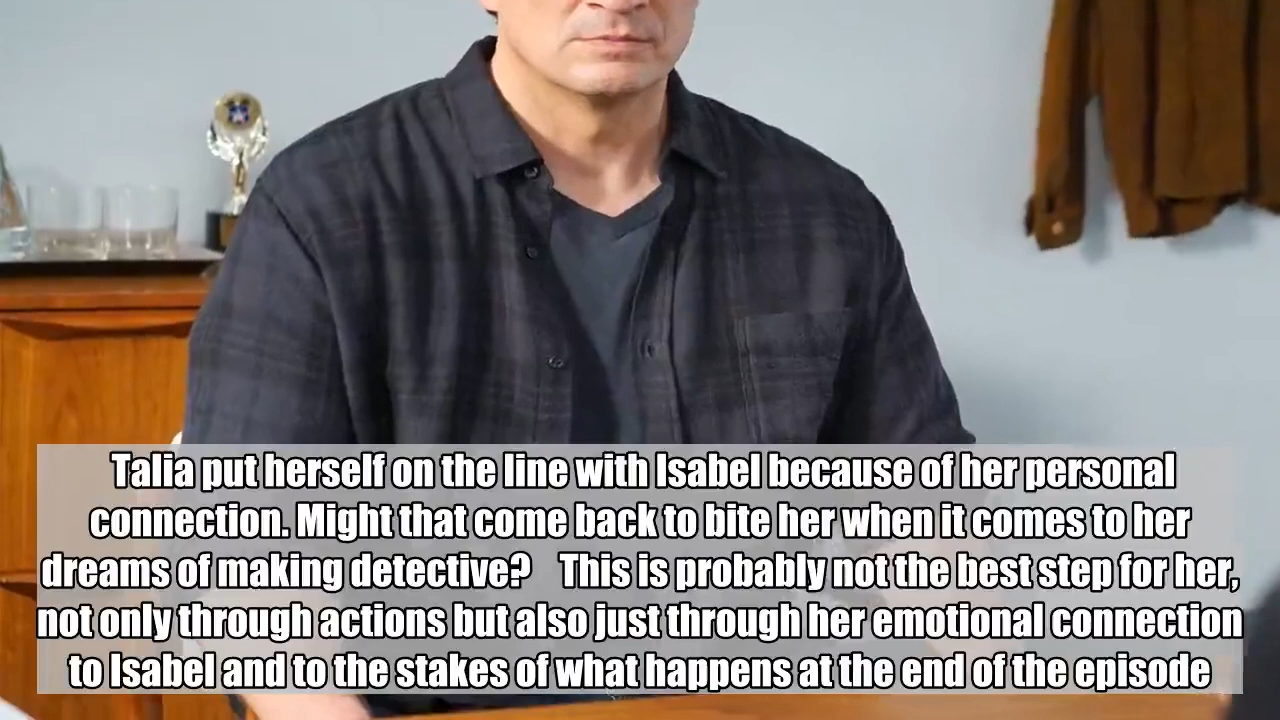 Talia put herself on the line with Isabel because of her personal
connection. Might that come back to bite her when it comes to her
dreams of making detective? This is probably not the best step for her,
not only through actions but also just through her emotional connection
to Isabel and to the stakes of what happens at the end of the episode